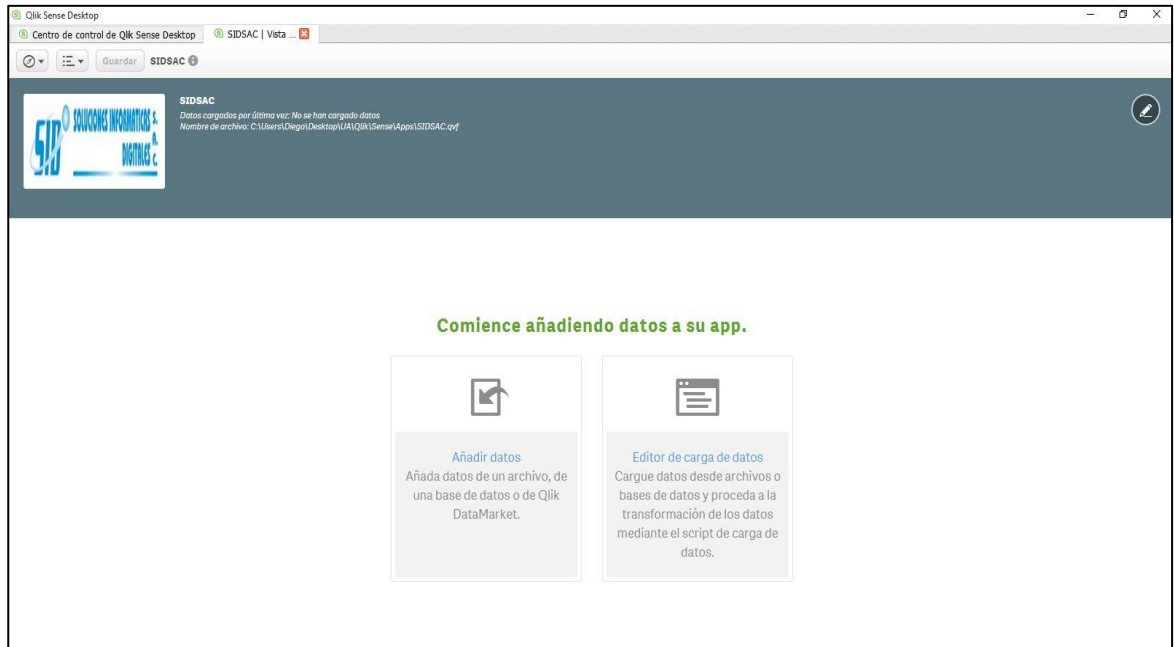 Qlik Sense Desktop
Centro de control de Qlik Sense Desktop
SIDSAC | Vista ...
Guardar
SIDSAC
SID SOLUCIONES INFORMATICAS S.
A.
DIGITALES C.
SIDSAC
Datos cargados por última vez: No se han cargado datos
Nombre de archivo: C:\Users\Diego\Desktop\UA\Qlik\Sense\Apps\SIDSAC.qvf
Comience añadiendo datos a su app.
Añadir datos
Añada datos de un archivo, de
una base de datos o de Qlik
DataMarket.
Editor de carga de datos
Cargue datos desde archivos o
bases de datos y proceda a la
transformación de los datos
mediante el script de carga de
datos.